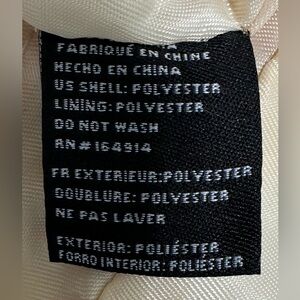 FABRIQUÉ EN CHINE
HECHO EN CHINA
US SHELL: POLYESTER
LINING: POLYESTER
DO NOT WASH
RN# 164914
FR EXTERIEUR:POLYESTER
DOUBLURE: POLYESTER
NE PAS LAVER
EXTERIOR: POLIÉSTER
FORRO INTERIOR: POLIÉSTER